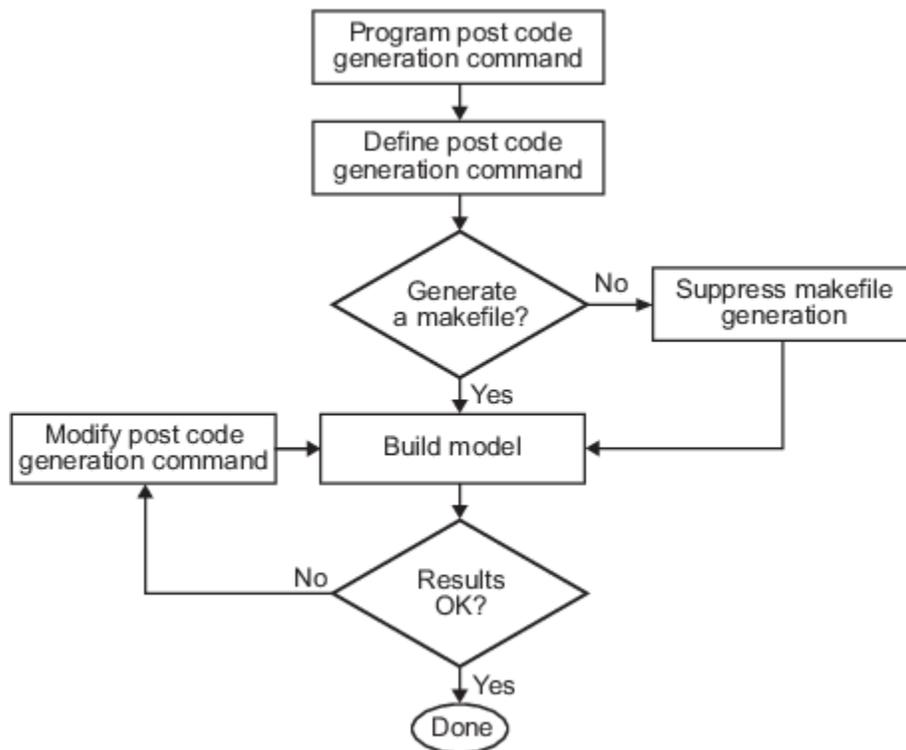 Program post code
generation command
Define post code
generation command
Generate
a makefile?
No
Suppress makefile
generation
Yes
Modify post code
generation command
Build model
No
Results
OK?
Yes
Done